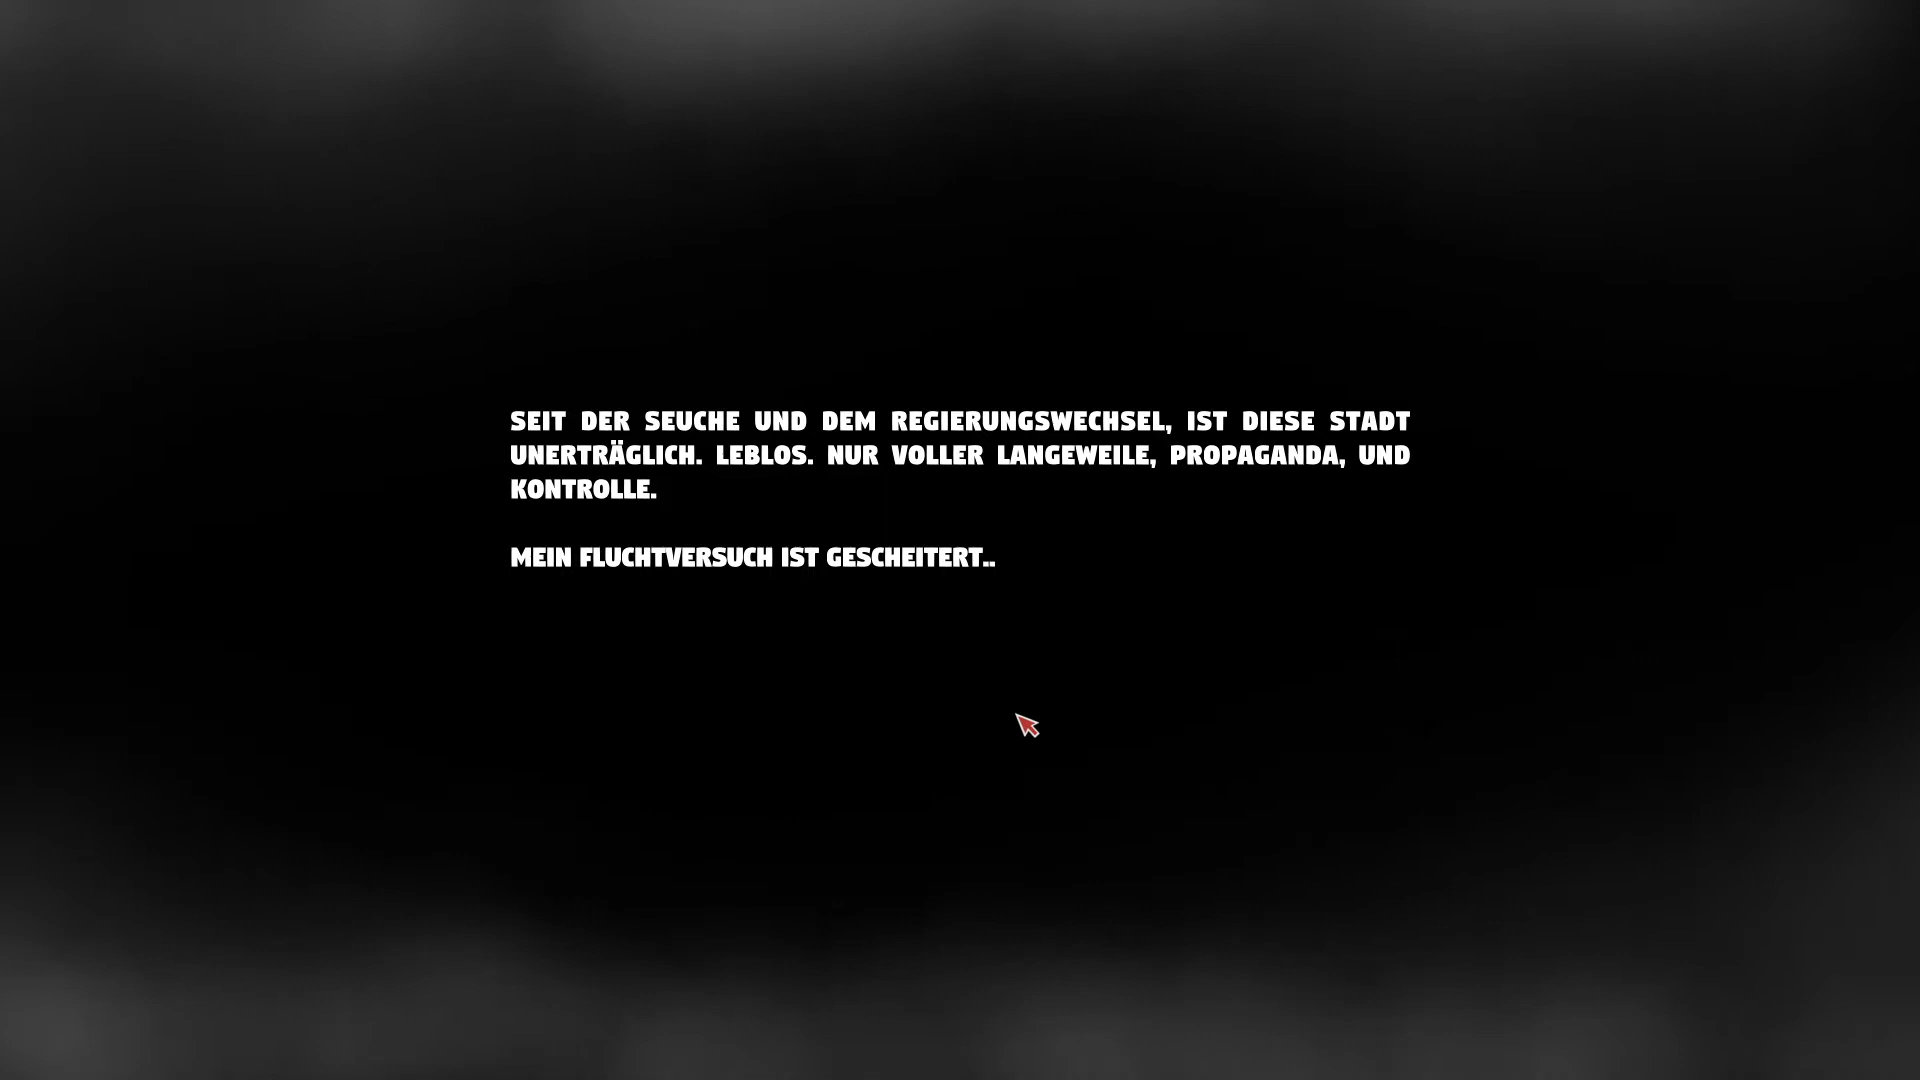 SEIT DER SEUCHE UND DEM REGIERUNGSWECHSEL, IST DIESE STADT
UNERTRÄGLICH. LEBLOS. NUR VOLLER LANGEWEILE, PROPAGANDA, UND
KONTROLLE.
MEIN FLUCHTVERSUCH IST GESCHEITERT..